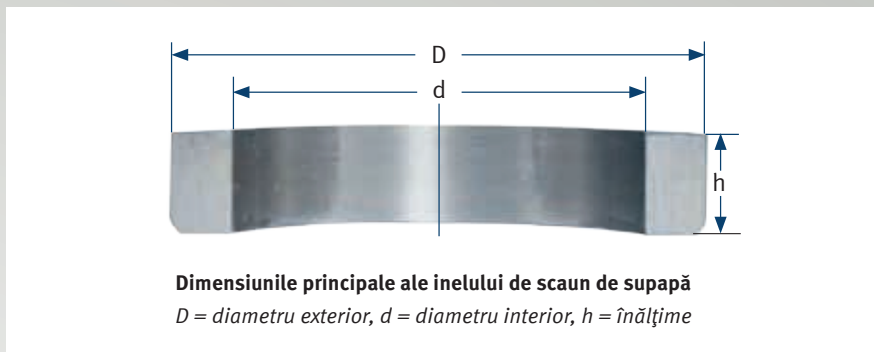 D
d
h
Dimensiunile principale ale inelului de scaun de supapă
D = diametru exterior, d = diametru interior, h = înălţime